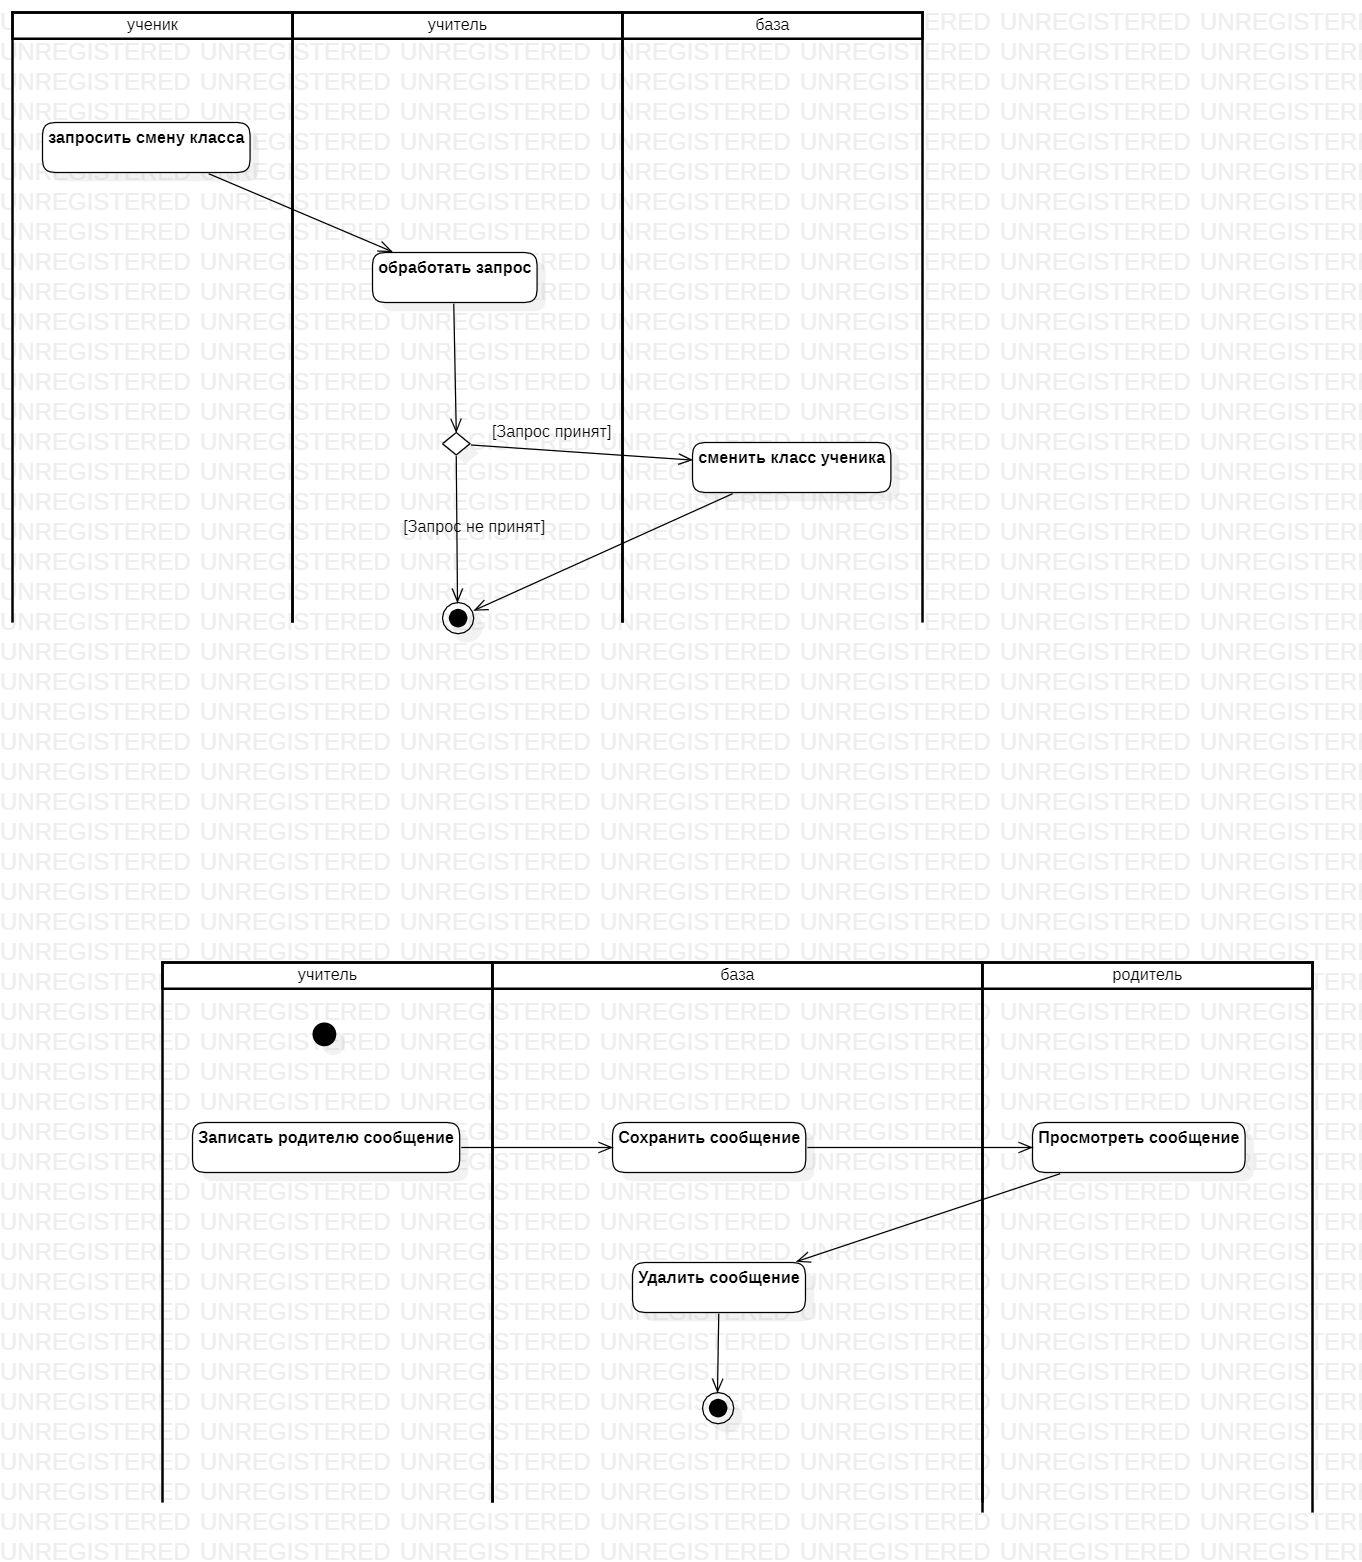 ученик учитель база
запросить смену класса
обработать запрос
[Запрос принят]
сменить класс ученика
[Запрос не принят]
учитель база родитель
Записать родителю сообщение Сохранить сообщение Просмотреть сообщение
Удалить сообщение
UNREGISTERED